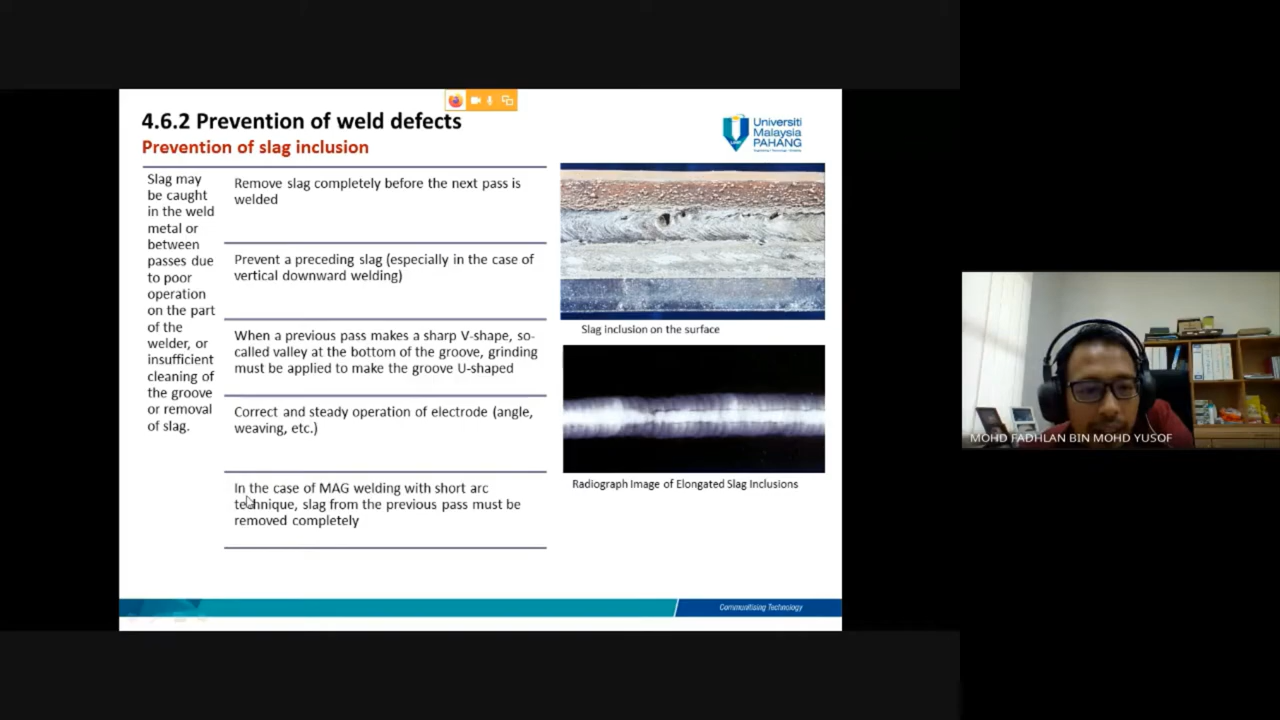 4.6.2 Prevention of weld defects
Prevention of slag inclusion
Universiti
Malaysia
PAHANG
Slag may
be caught
in the weld
metal or
between
passes due
to poor
operation
on the part
of the
welder, or
insufficient
cleaning of
the groove
or removal
of slag.
Remove slag completely before the next pass is
welded
Prevent a preceding slag (especially in the case of
vertical downward welding)
When a previous pass makes a sharp V-shape, so-
called valley at the bottom of the groove, grinding
must be applied to make the groove U-shaped
Correct and steady operation of electrode (angle,
weaving, etc.)
In the case of MAG welding with short arc
technique, slag from the previous pass must be
removed completely
Slag inclusion on the surface
Radiograph Image of Elongated Slag Inclusions
Communitising Technology
MOHD FADHLAN BIN MOHD YUSOF